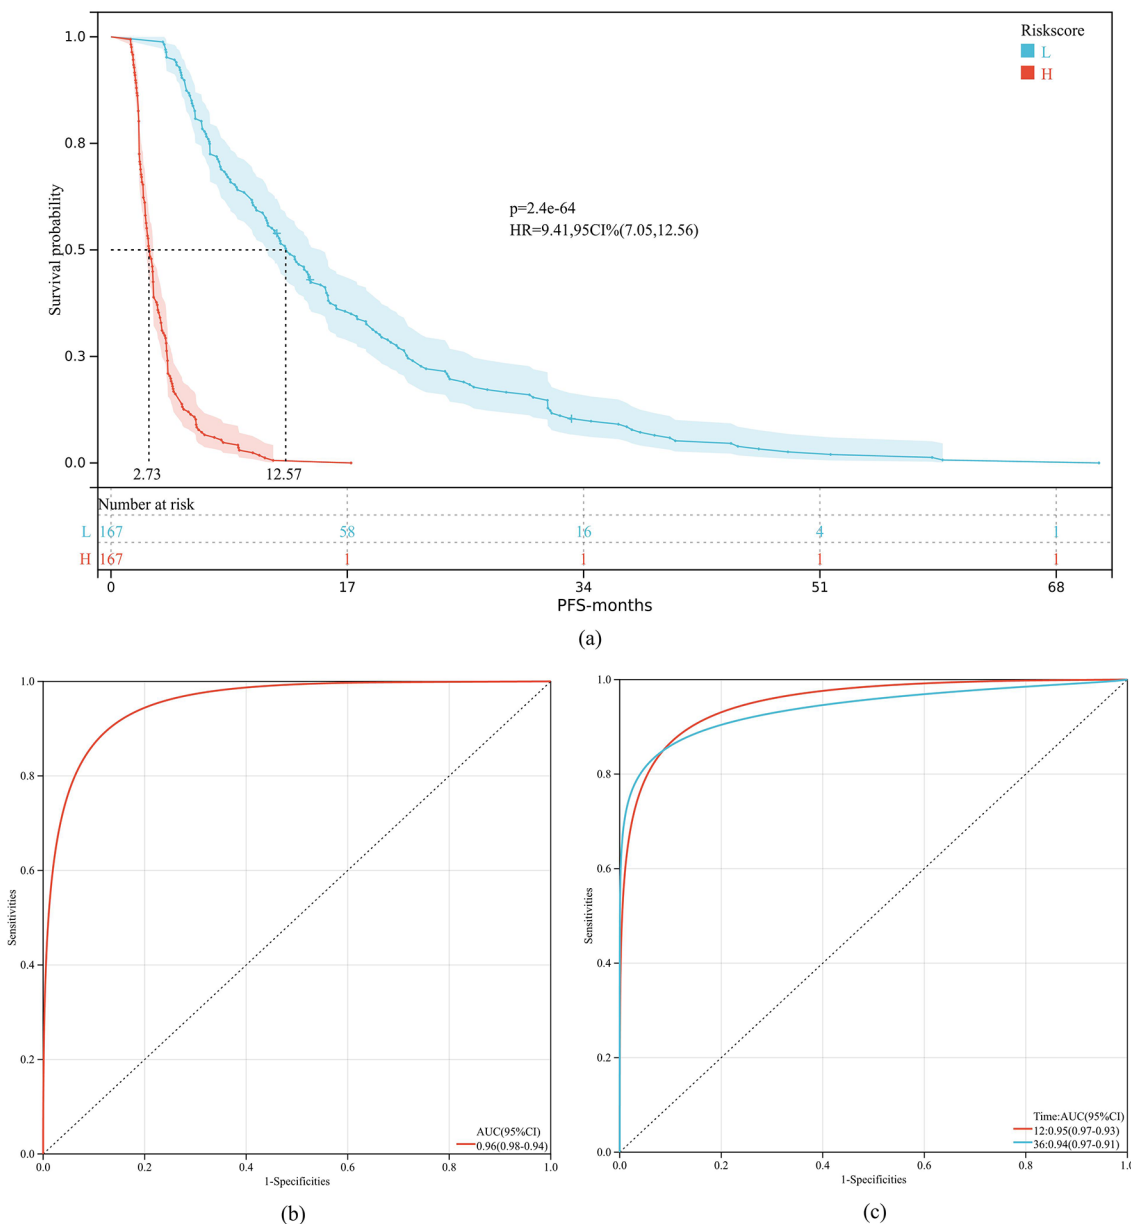 Riskscore
L
H
1.0
0.8
0.5
0.3
0.0
Survival probability
p=2.4e-64
HR=9.41,95CI%(7.05,12.56)
2.73
12.57
Number at risk
L 167 58 16 4 1
H 167 1 1 1 1
0 17 34 51 68
PFS-months
(a)
1.0
0.8
0.6
0.4
0.2
0.0
Sensitivities
AUC(95%CI)
0.96(0.98-0.94)
0.0 0.2 0.4 0.6 0.8 1.0
1-Specificities
(b)
1.0
0.8
0.6
0.4
0.2
0.0
Sensitivities
Time:AUC(95%CI)
12:0.95(0.97-0.93)
36:0.94(0.97-0.91)
0.0 0.2 0.4 0.6 0.8 1.0
1-Specificities
(c)